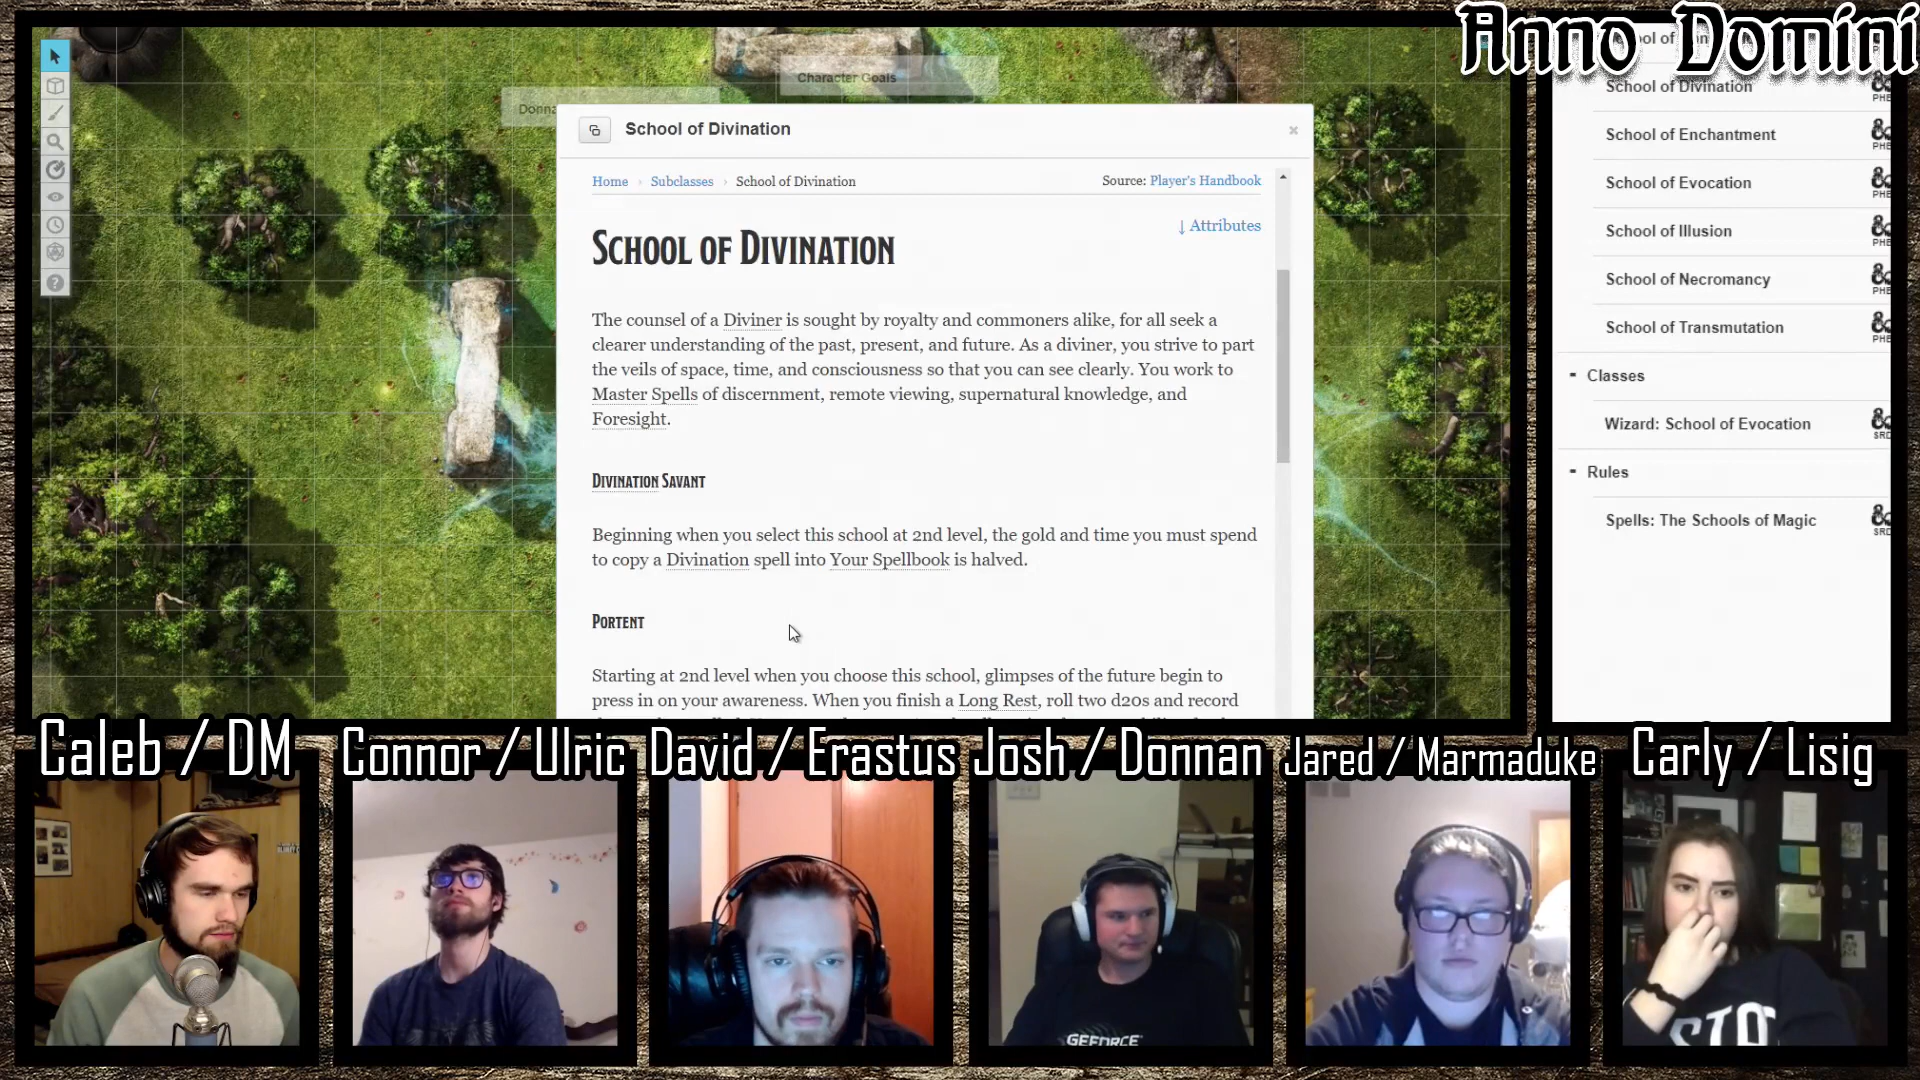 Anno Domini
Character Goals
Donna
School of Divination
Home › Subclasses › School of Divination
Source: Player's Handbook
↓ Attributes
School of Divination
The counsel of a Diviner is sought by royalty and commoners alike, for all seek a
clearer understanding of the past, present, and future. As a diviner, you strive to part
the veils of space, time, and consciousness so that you can see clearly. You work to
Master Spells of discernment, remote viewing, supernatural knowledge, and
Foresight.
Divination Savant
Beginning when you select this school at 2nd level, the gold and time you must spend
to copy a Divination spell into Your Spellbook is halved.
Portent
Starting at 2nd level when you choose this school, glimpses of the future begin to
press in on your awareness. When you finish a Long Rest, roll two d20s and record
School of Divination
PHB
School of Enchantment
PHB
School of Evocation
PHB
School of Illusion
PHB
School of Necromancy
PHB
School of Transmutation
PHB
Classes
Wizard: School of Evocation
SRD
Rules
Spells: The Schools of Magic
SRD
Caleb / DM
Connor / Ulric
David / Erastus
Josh / Donnan
Jared / Marmaduke
Carly / Lisig
GEFORCE